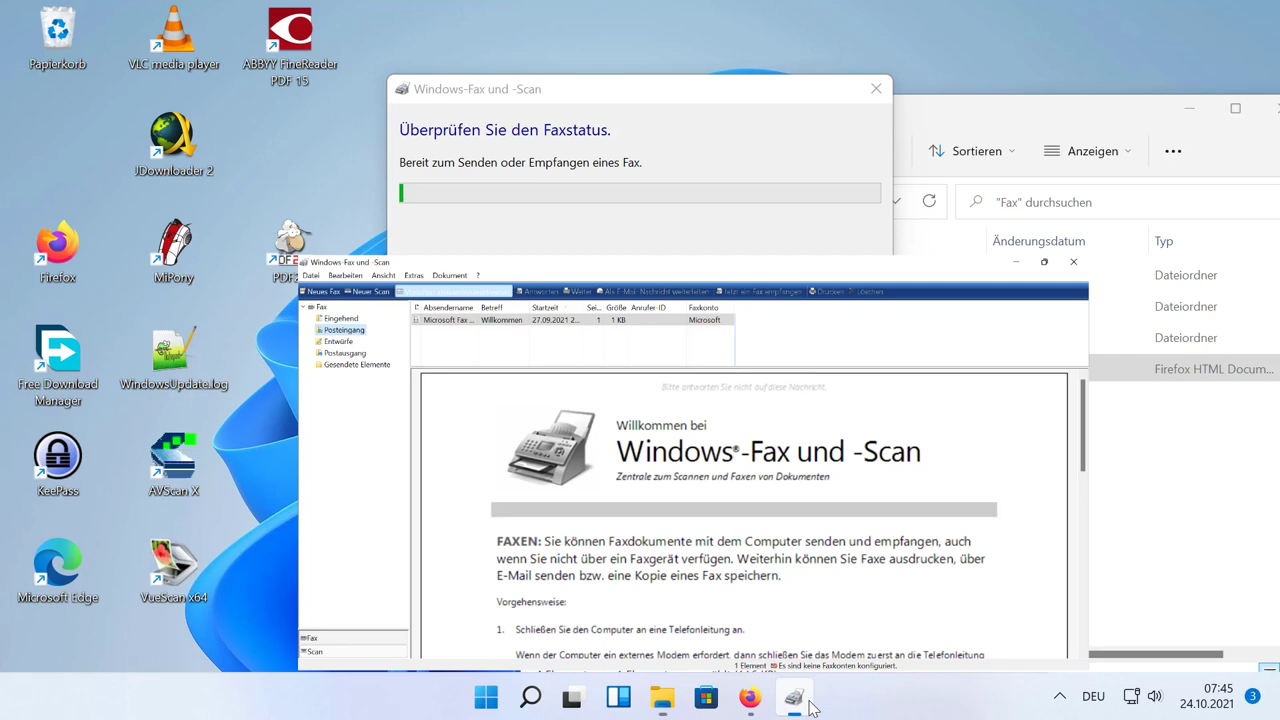 Papierkorb
VLC media player
ABBYY FineReader
PDF 15
JDownloader 2
Firefox
MiPony
PDF2
Free Download
Manager
WindowsUpdate.log
KeePass
AVScan X
Microsoft Edge
VueScan x64
Windows-Fax und -Scan
Überprüfen Sie den Faxstatus.
Bereit zum Senden oder Empfangen eines Fax.
Sortieren
Anzeigen
"Fax" durchsuchen
Änderungsdatum Typ
Dateiordner
Dateiordner
Dateiordner
Firefox HTML Docum...
Windows-Fax und -Scan
Datei Bearbeiten Ansicht Extras Dokument ?
Neues Fax Neuer Scan Antworten Weiter Als E-Mail-Nachricht weiterleiten Jetzt ein Fax empfangen Drucken Löschen
Fax
Eingehend
Posteingang
Entwürfe
Postausgang
Gesendete Elemente
Absendername Betreff Startzeit Sei... Größe Anrufer-ID Faxkonto
Microsoft Fax ... Willkommen 27.09.2021 2... 1 1 KB Microsoft
Bitte antworten Sie nicht auf diese Nachricht.
Willkommen bei
Windows®-Fax und -Scan
Zentrale zum Scannen und Faxen von Dokumenten
FAXEN: Sie können Faxdokumente mit dem Computer senden und empfangen, auch
wenn Sie nicht über ein Faxgerät verfügen. Weiterhin können Sie Faxe ausdrucken, über
E-Mail senden bzw. eine Kopie eines Fax speichern.
Vorgehensweise:
1. Schließen Sie den Computer an eine Telefonleitung an.
Wenn der Computer ein externes Modem erfordert, dann schließen Sie das Modem zuerst an die Telefonleitung
Fax
Scan
1 Element Es sind keine Faxkonten konfiguriert.
DEU
07:45
24.10.2021
3